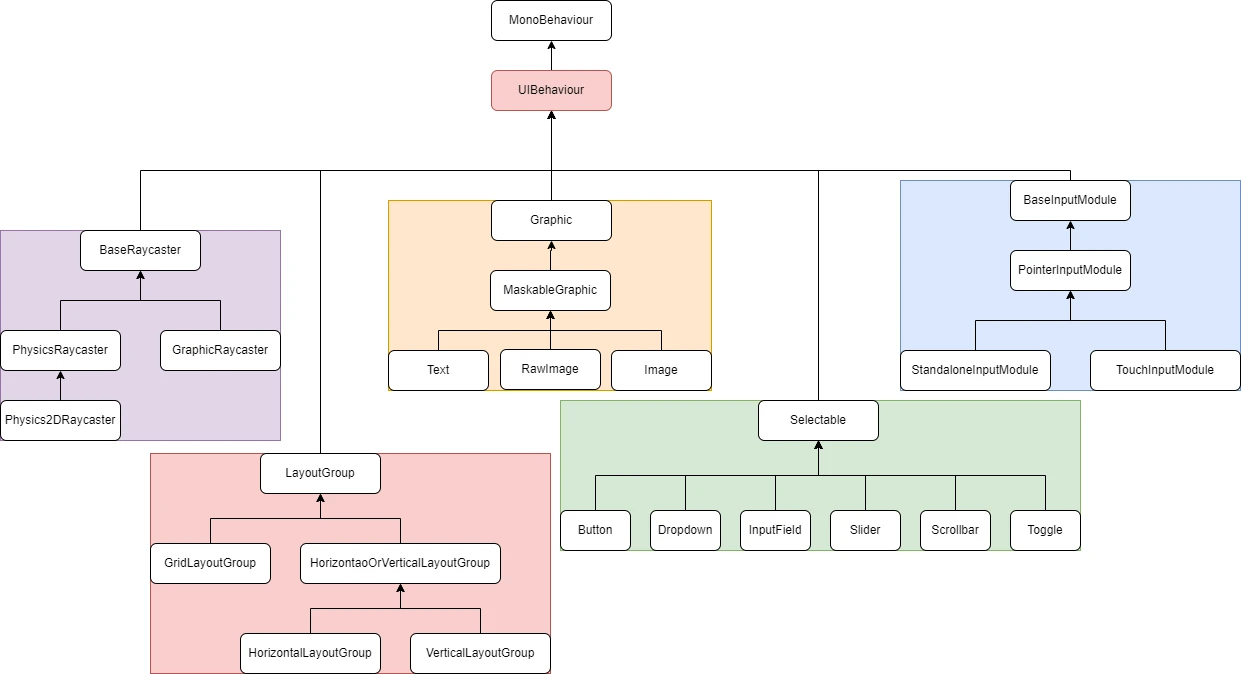 MonoBehaviour
UIBehaviour
BaseRaycaster
PhysicsRaycaster
GraphicRaycaster
Physics2DRaycaster
Graphic
MaskableGraphic
Text
RawImage
Image
BaseInputModule
PointerInputModule
StandaloneInputModule
TouchInputModule
LayoutGroup
GridLayoutGroup
HorizontaoOrVerticalLayoutGroup
HorizontalLayoutGroup
VerticalLayoutGroup
Selectable
Button
Dropdown
InputField
Slider
Scrollbar
Toggle